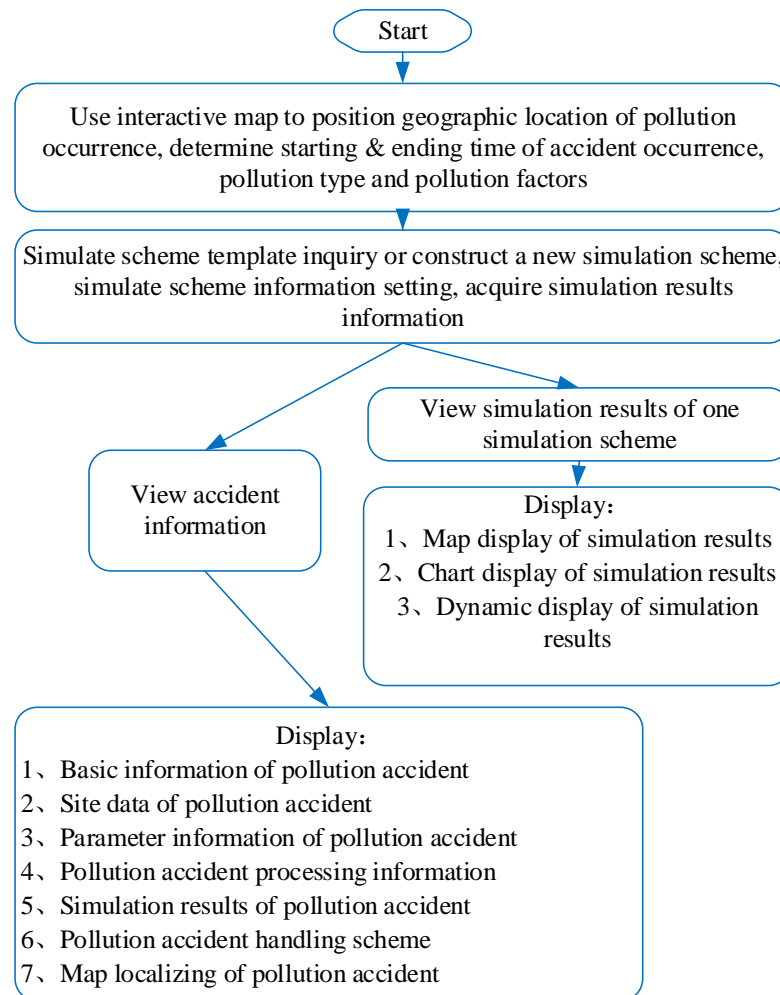 Start
Use interactive map to position geographic location of pollution
occurrence, determine starting & ending time of accident occurrence,
pollution type and pollution factors
Simulate scheme template inquiry or construct a new simulation scheme,
simulate scheme information setting, acquire simulation results
information
View simulation results of one
simulation scheme
View accident
information
Display：
1、Map display of simulation results
2、Chart display of simulation results
3、Dynamic display of simulation
results
Display：
1、Basic information of pollution accident
2、Site data of pollution accident
3、Parameter information of pollution accident
4、Pollution accident processing information
5、Simulation results of pollution accident
6、Pollution accident handling scheme
7、Map localizing of pollution accident